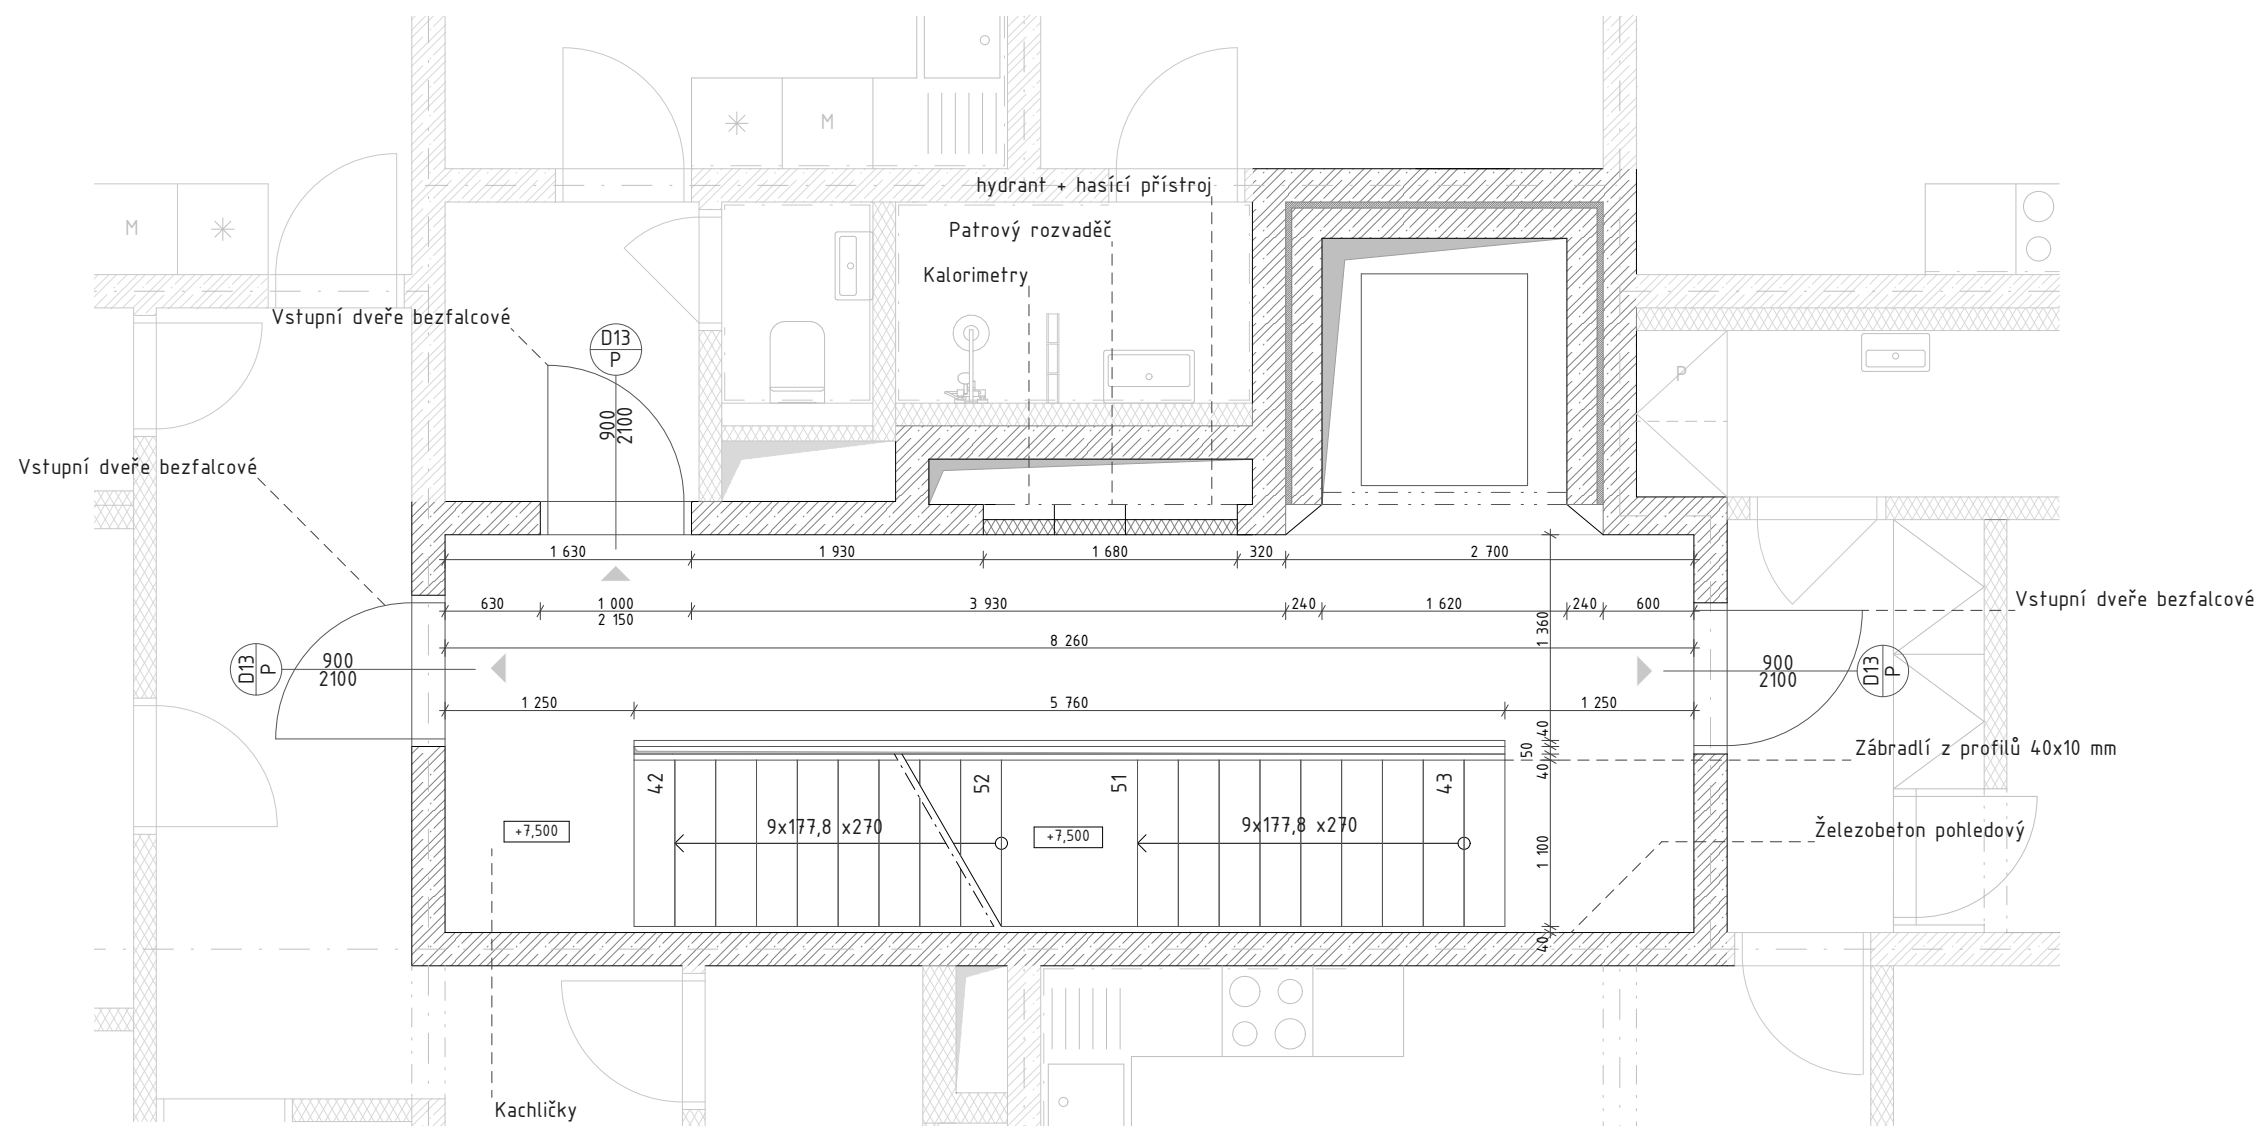 M
hydrant + hasící přístroj
M
Patrový rozvaděč
Kalorimetry
Vstupní dveře bezfalcové
D13
P
900
2100
P
Vstupní dveře bezfalcové
1 630
1 930
1 680
320
2 700
630
1 000
2 150
3 930
240
1 620
240
600
1 360
Vstupní dveře bezfalcové
8 260
D13
P
900
2100
900
2100
D13
P
1 250
5 760
1 250
40
150
40
Zábradlí z profilů 40x10 mm
42
52
51
43
+7,500
9x177,8 x270
+7,500
9x177,8 x270
1 100
Železobeton pohledový
40
Kachličky